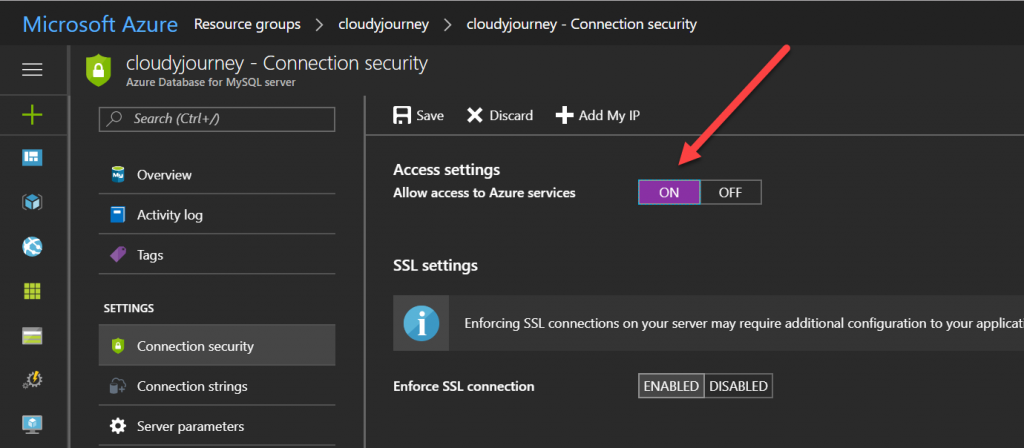 Microsoft Azure Resource groups > cloudyjourney > cloudyjourney - Connection security
cloudyjourney - Connection security
Azure Database for MySQL server
Search (Ctrl+/)
Overview
Activity log
Tags
SETTINGS
Connection security
Connection strings
Server parameters
Save Discard Add My IP
Access settings
Allow access to Azure services ON OFF
SSL settings
Enforcing SSL connections on your server may require additional configuration to your applicati
Enforce SSL connection ENABLED DISABLED